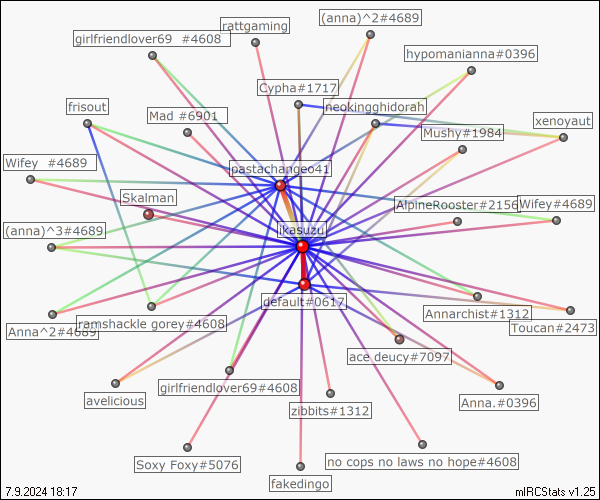 (anna)^2#4689
rattgaming
girlfriendlover69 #4608
hypomanianna#0396
Cypha#1717
frisout
neokingghidorah
Mad #6901
xenoyaut
Mushy#1984
Wifey #4689
pastachangeo41
Skalman
AlpineRooster#2156
Wifey#4689
(anna)^3#4689
ikasuzu
default#0617
Annarchist#1312
Anna^2#4689
ramshackle gorey#4608
Toucan#2473
ace_deucy#7097
girlfriendlover69#4608
avelicious
zibbits#1312
Anna.#0396
Soxy Foxy#5076
no cops no laws no hope#4608
fakedingo
7.9.2024 18:17
mIRCStats v1.25